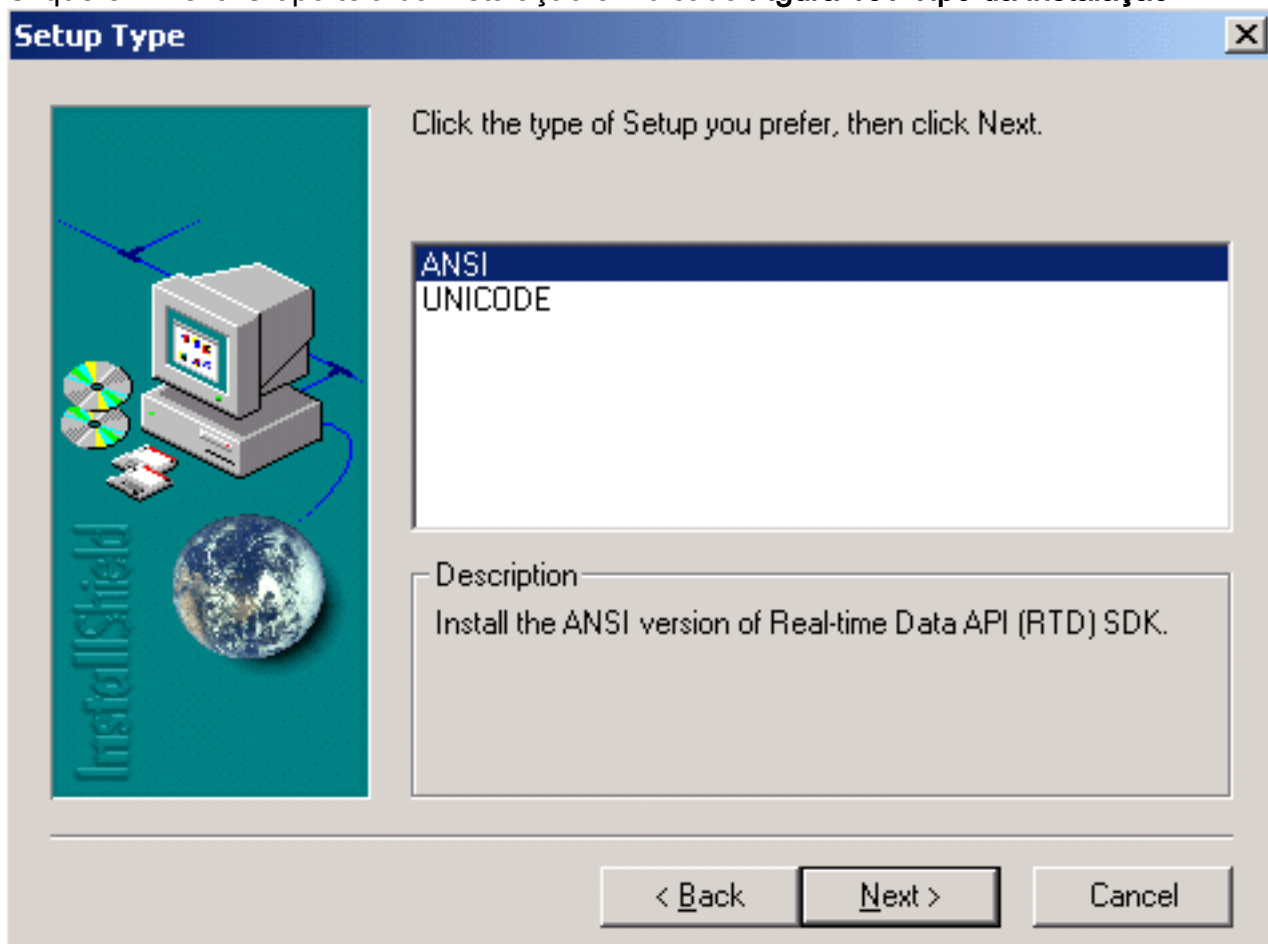 Setup Type
Click the type of Setup you prefer, then click Next.
ANSI
UNICODE
Description
Install the ANSI version of Real-time Data API (RTD) SDK.
InstallShield
< Back
Next >
Cancel